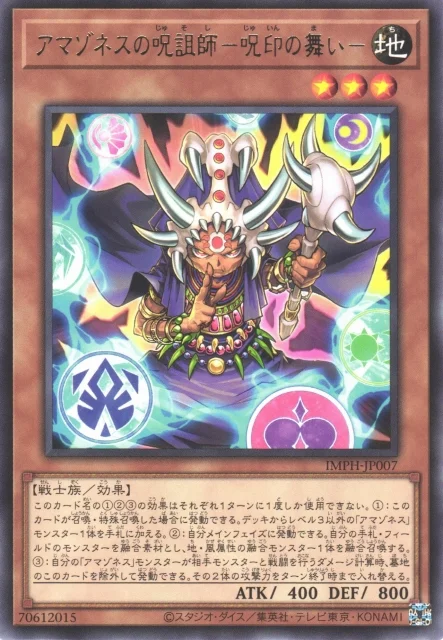 アマゾネスの呪詛師－呪印の舞い－
地
IMPH-JP007
【戦士族／効果】
このカード名の①②③の効果はそれぞれ1ターンに1度しか使用できない。①：こ
のカードが召喚・特殊召喚した場合に発動できる。デッキからレベル3以外の「アマゾネス」
モンスター1体を手札に加える。②：自分メインフェイズに発動できる。自分の手札・フィー
ルドのモンスターを融合素材とし、地・風属性の融合モンスター1体を融合召喚する。
③：自分の「アマゾネス」モンスターが相手モンスターと戦闘を行うダメージ計算時、墓地
のこのカードを除外して発動できる。その2体の攻撃力をターン終了時まで入れ替える。
ATK／ 400 DEF／ 800
70612015
©スタジオ・ダイス／集英社・テレビ東京・KONAMI